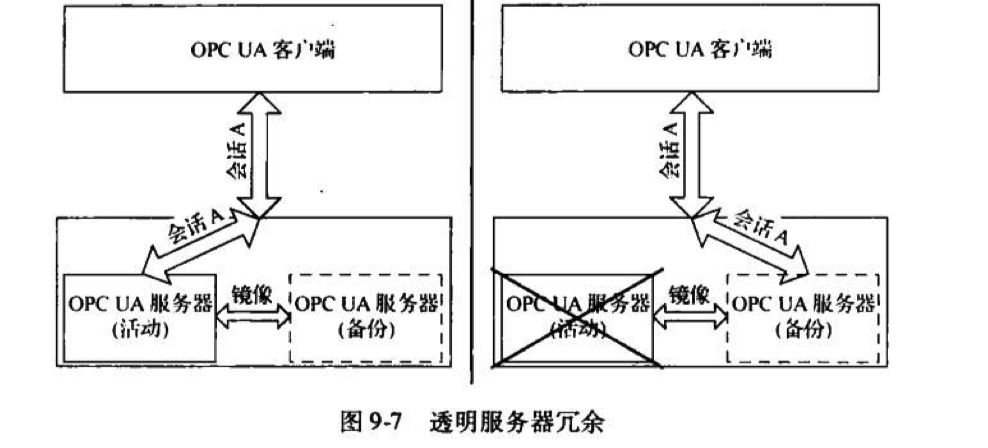 OPC UA 客户端
会话 A
会话 A
OPC UA 服务器
(活动)
镜像
OPC UA 服务器
(备份)
OPC UA 客户端
会话 A
会话 A
OPC UA 服务器
(活动)
镜像
OPC UA 服务器
(备份)
图 9-7 透明服务器冗余